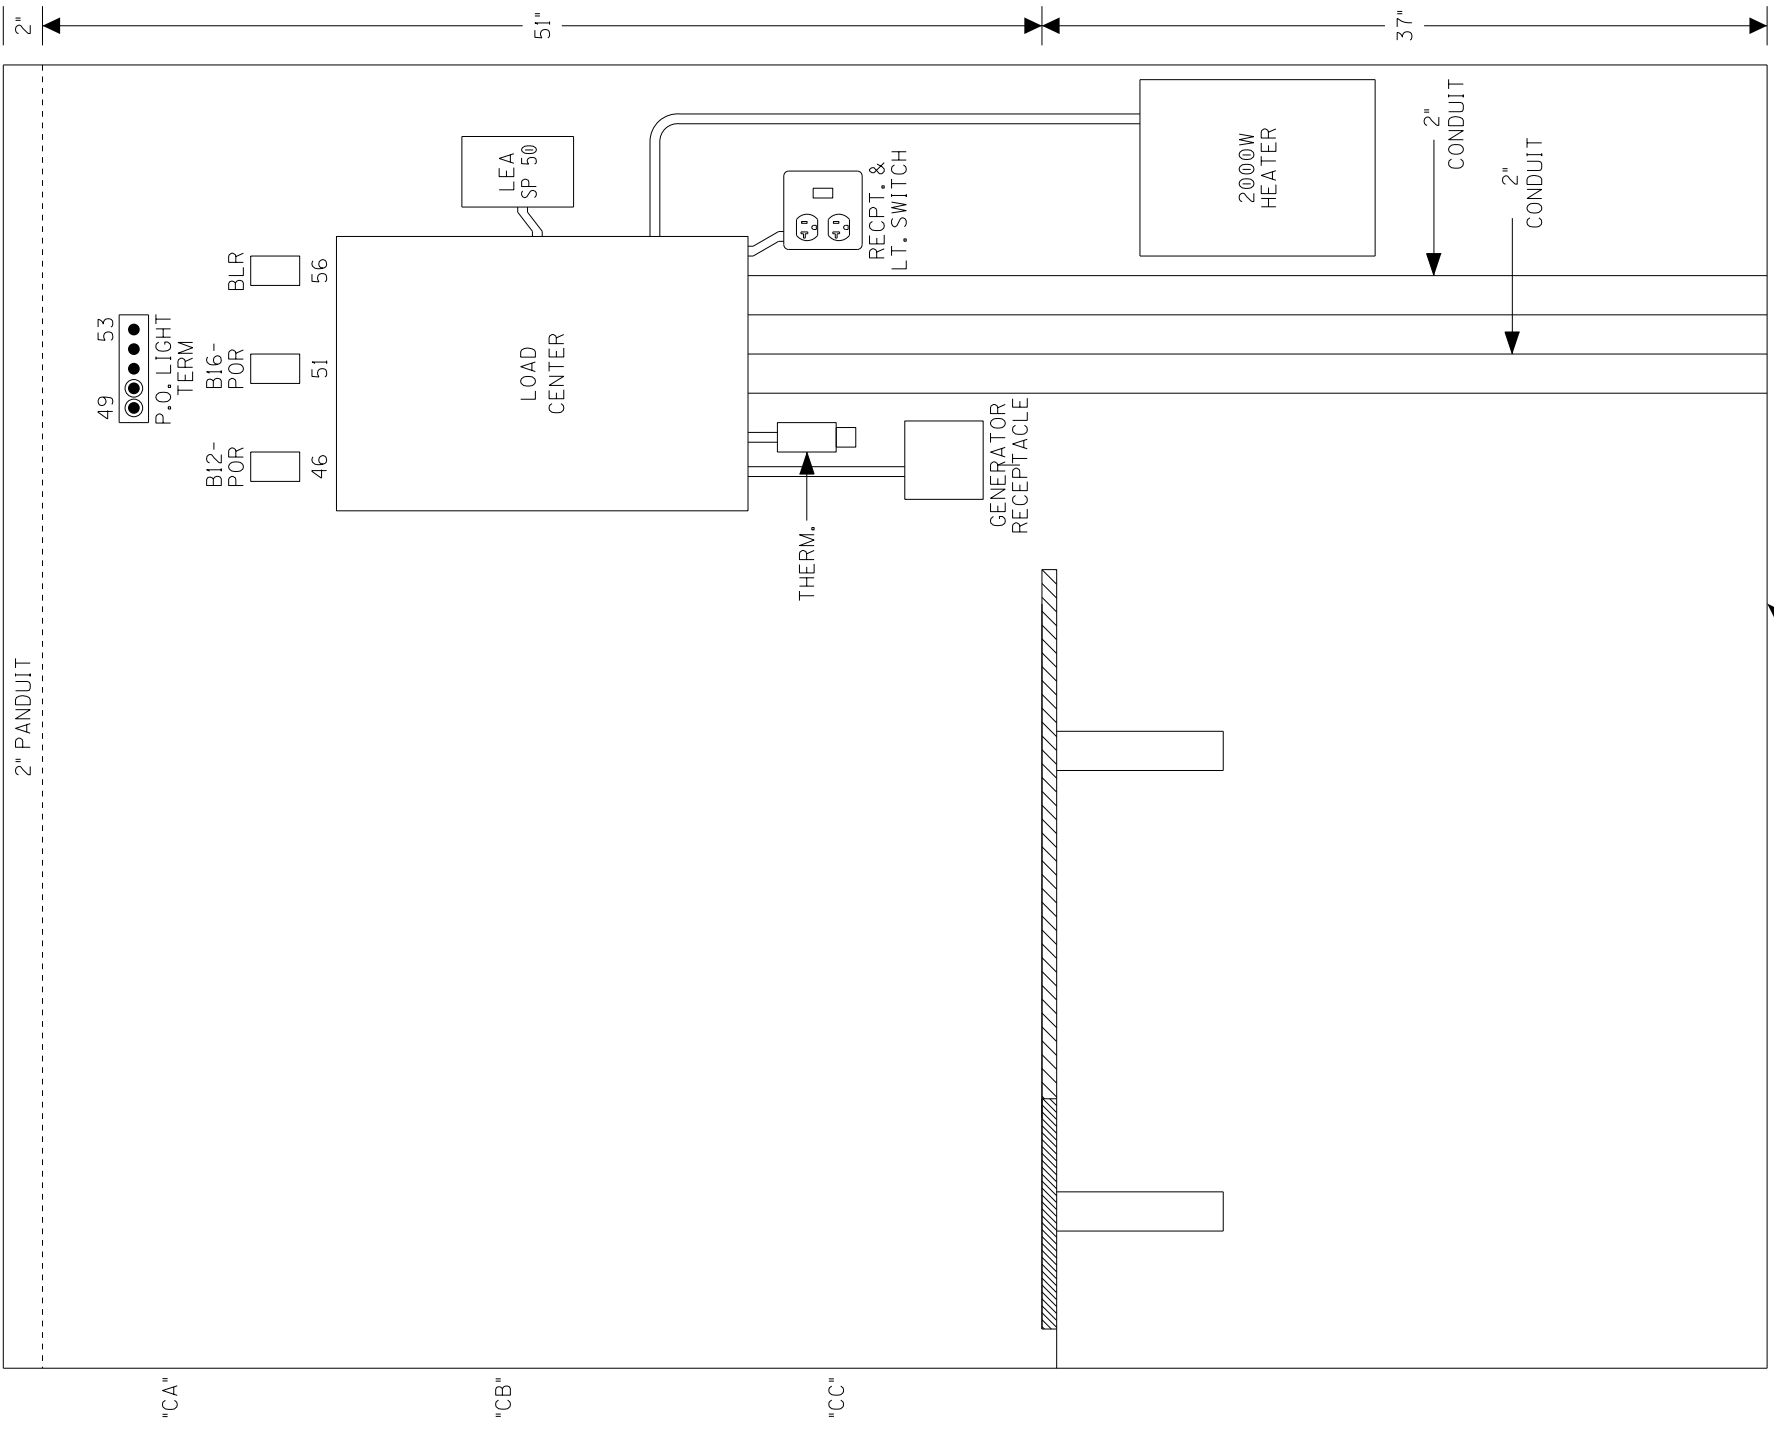 2" PANDUIT
2"
51"
37"
49
53
P.O. LIGHT
TERM
B12-
POR
46
B16-
POR
51
BLR
56
LEA
SP 50
LOAD
CENTER
RECPT. &
LT. SWITCH
THERM.
GENERATOR
RECEPTACLE
2000W
HEATER
2"
CONDUIT
2"
CONDUIT
"CA"
"CB"
"CC"